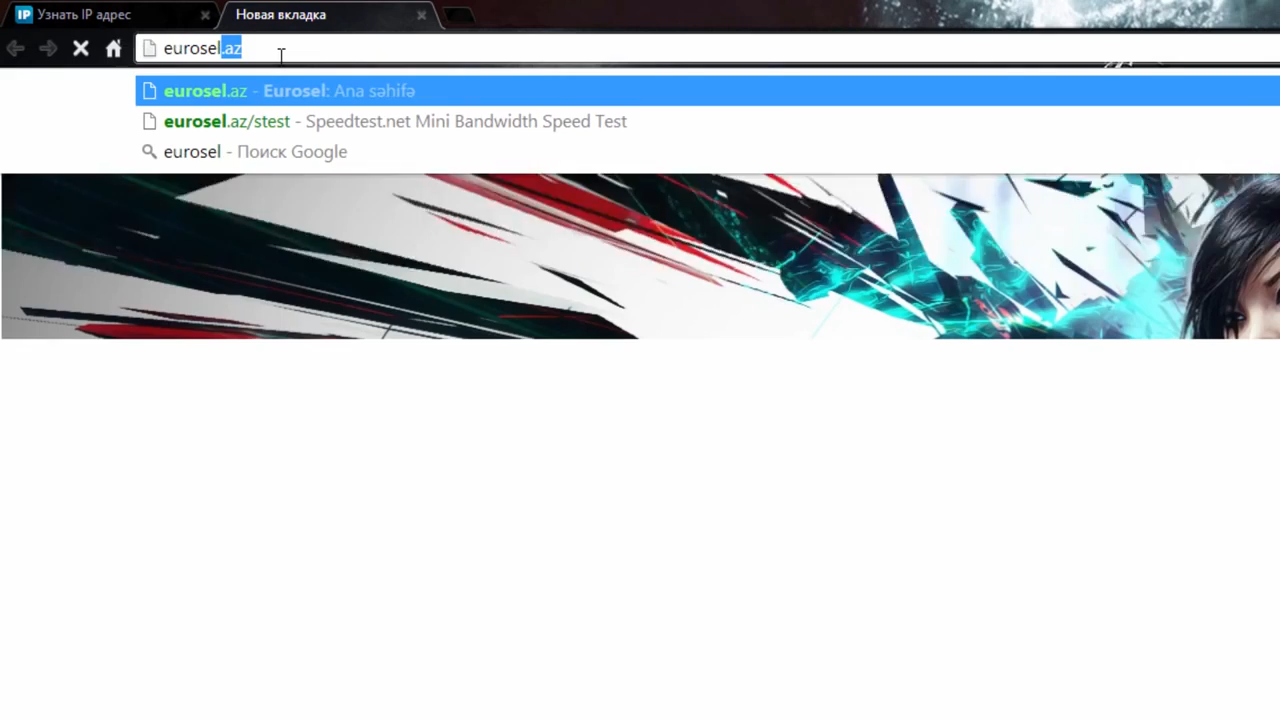 IP Узнать IP адрес
Новая вкладка
eurosel.az
eurosel.az - Eurosel: Ana səhifə
eurosel.az/stest - Speedtest.net Mini Bandwidth Speed Test
eurosel - Поиск Google